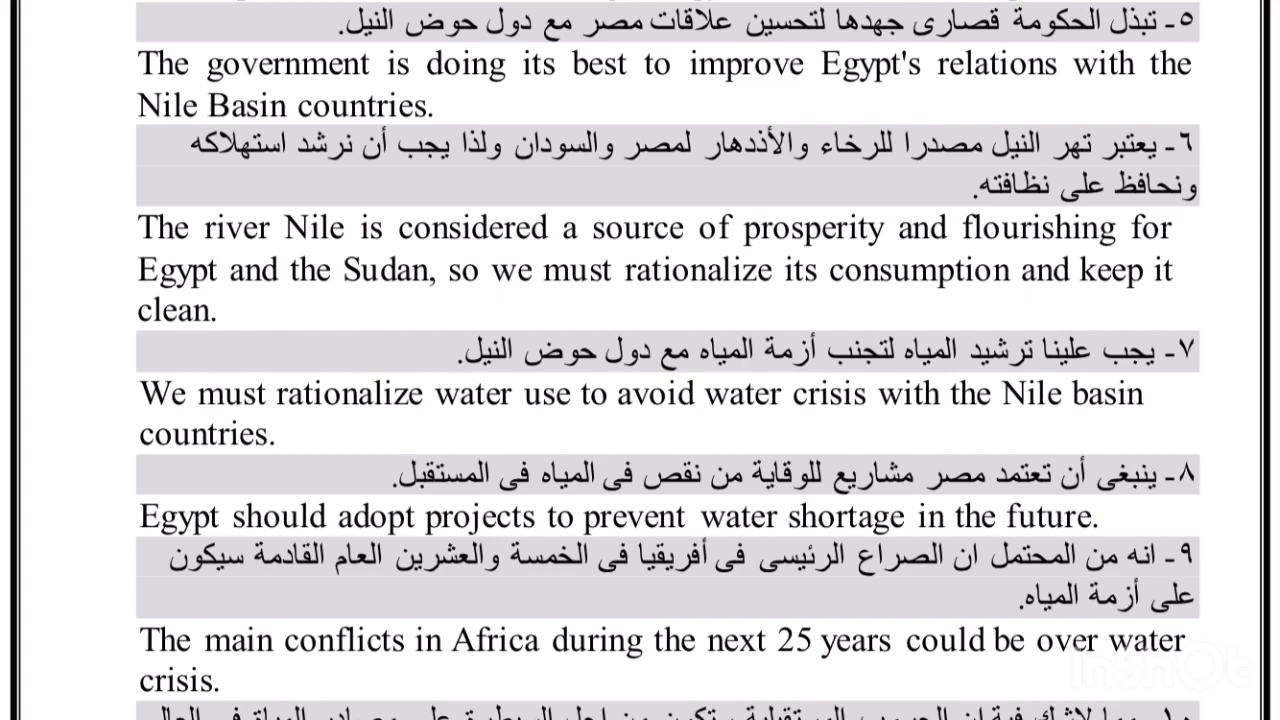 ٥- تبذل الحكومة قصارى جهدها لتحسين علاقات مصر مع دول حوض النيل.
The government is doing its best to improve Egypt's relations with the
Nile Basin countries.
٦- يعتبر تهر النيل مصدرا للرخاء والأذدهار لمصر والسودان ولذا يجب أن نرشد استهلاكه
ونحافظ على نظافته.
The river Nile is considered a source of prosperity and flourishing for
Egypt and the Sudan, so we must rationalize its consumption and keep it
clean.
٧- يجب علينا ترشيد المياه لتجنب أزمة المياه مع دول حوض النيل.
We must rationalize water use to avoid water crisis with the Nile basin
countries.
٨- ينبغى أن تعتمد مصر مشاريع للوقاية من نقص فى المياه فى المستقبل.
Egypt should adopt projects to prevent water shortage in the future.
٩- انه من المحتمل ان الصراع الرئيسى فى أفريقيا فى الخمسة والعشرين العام القادمة سيكون
على أزمة المياه.
The main conflicts in Africa during the next 25 years could be over water
crisis.
InShOt